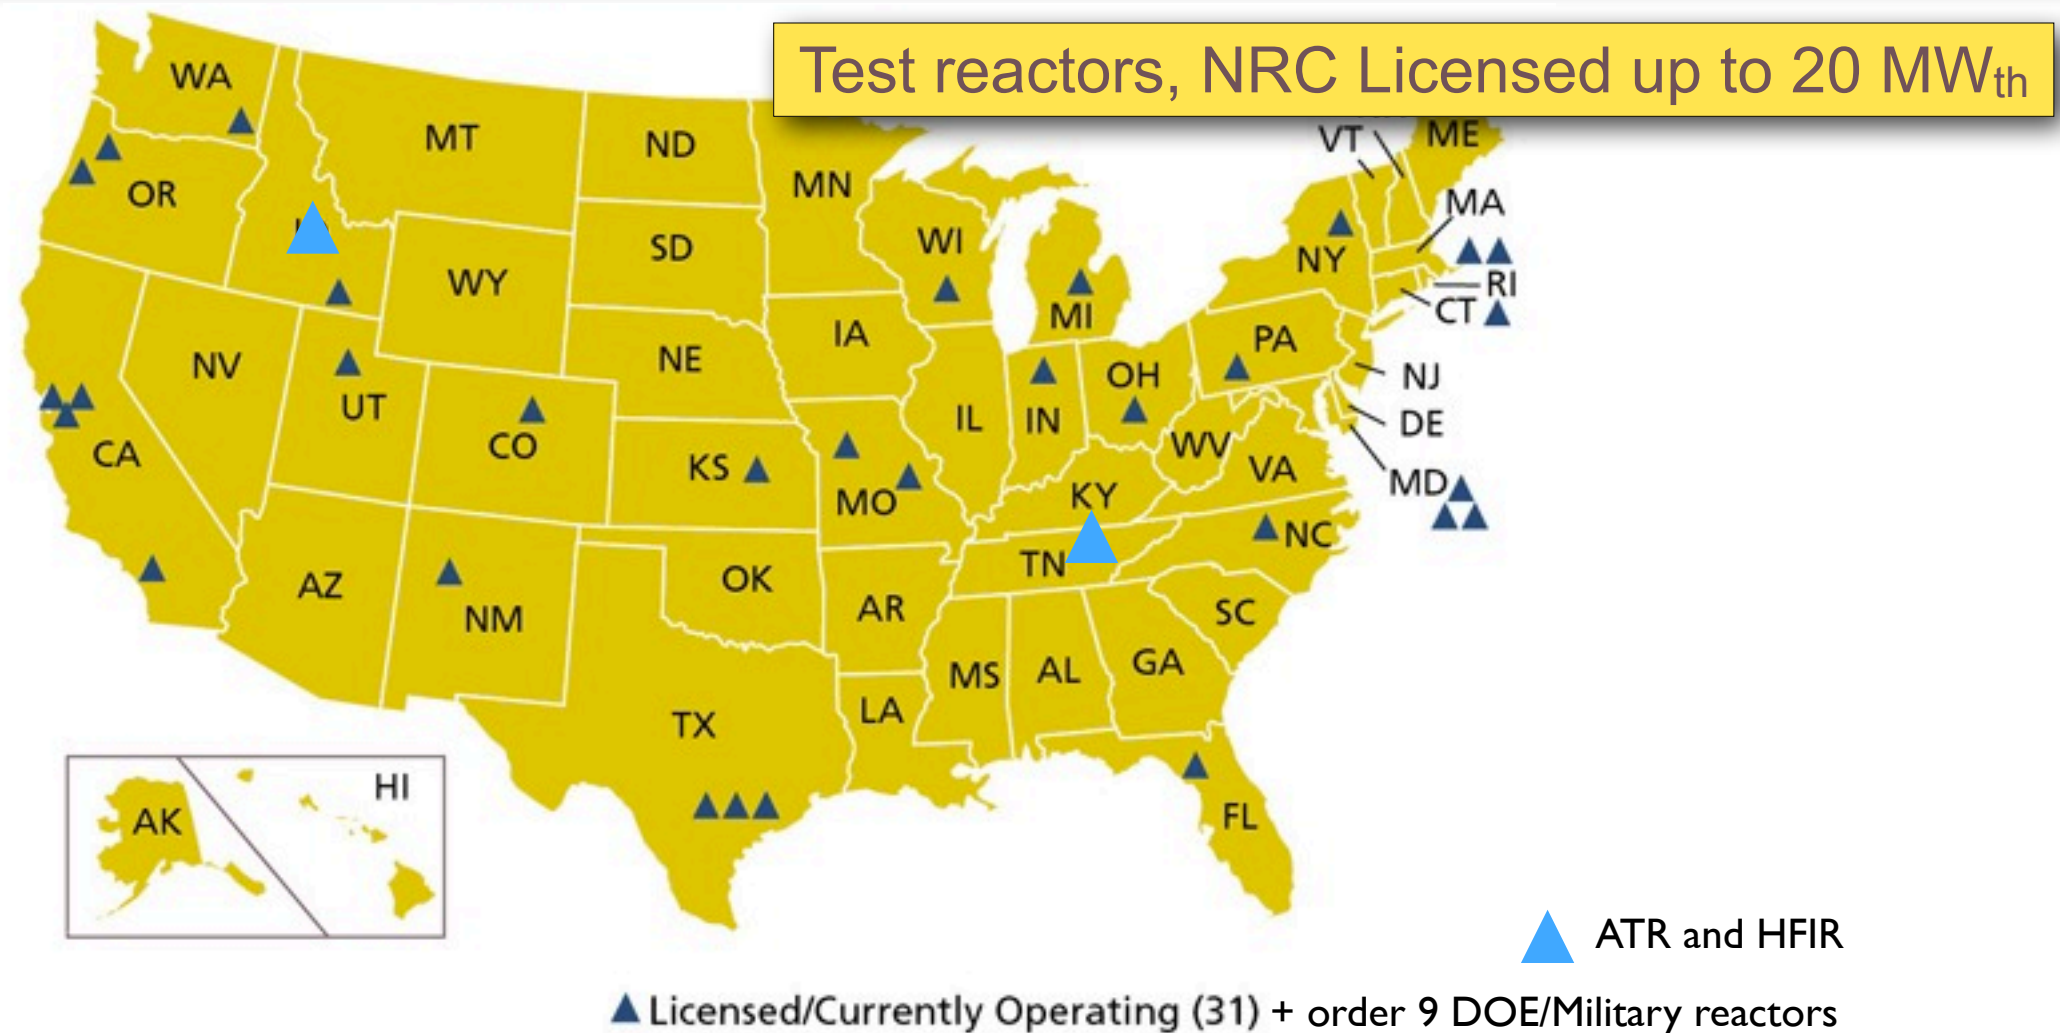 Test reactors, NRC Licensed up to 20 MWth
WA
MT
ND
MN
VT
ME
OR
MA
SD
WI
NY
WY
MI
RI
CT
IA
PA
NV
NE
OH
NJ
UT
IL
IN
DE
CO
CA
KS
WV
VA
MD
MO
KY
NC
TN
AZ
OK
NM
AR
SC
MS
AL
GA
LA
TX
HI
AK
FL
ATR and HFIR
Licensed/Currently Operating (31) + order 9 DOE/Military reactors